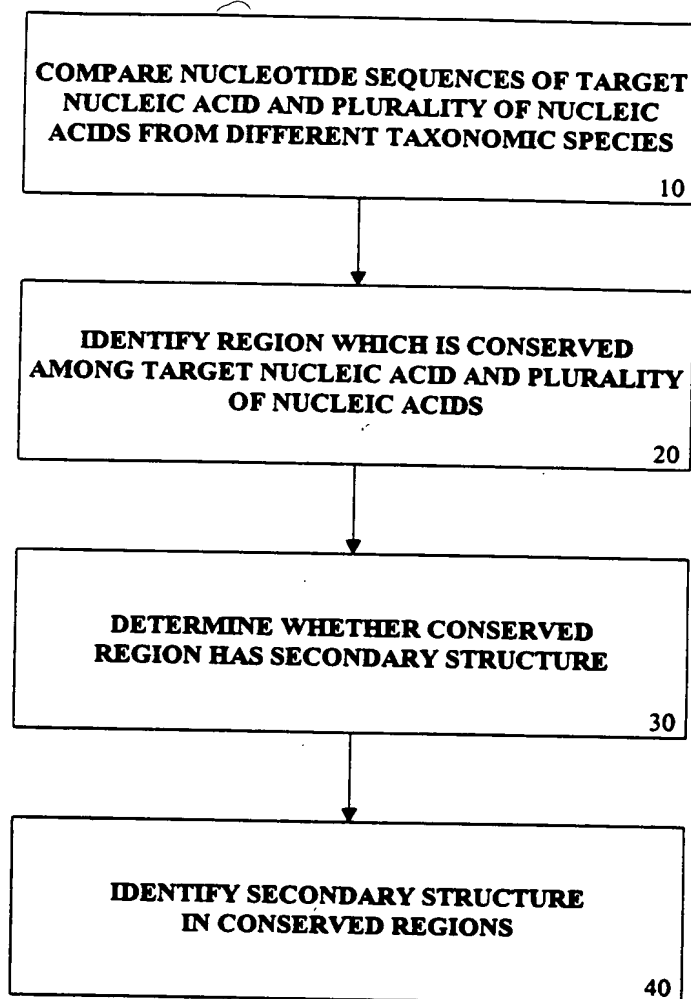 COMPARE NUCLEOTIDE SEQUENCES OF TARGET
NUCLEIC ACID AND PLURALITY OF NUCLEIC
ACIDS FROM DIFFERENT TAXONOMIC SPECIES
10
IDENTIFY REGION WHICH IS CONSERVED
AMONG TARGET NUCLEIC ACID AND PLURALITY
OF NUCLEIC ACIDS
20
DETERMINE WHETHER CONSERVED
REGION HAS SECONDARY STRUCTURE
30
IDENTIFY SECONDARY STRUCTURE
IN CONSERVED REGIONS
40